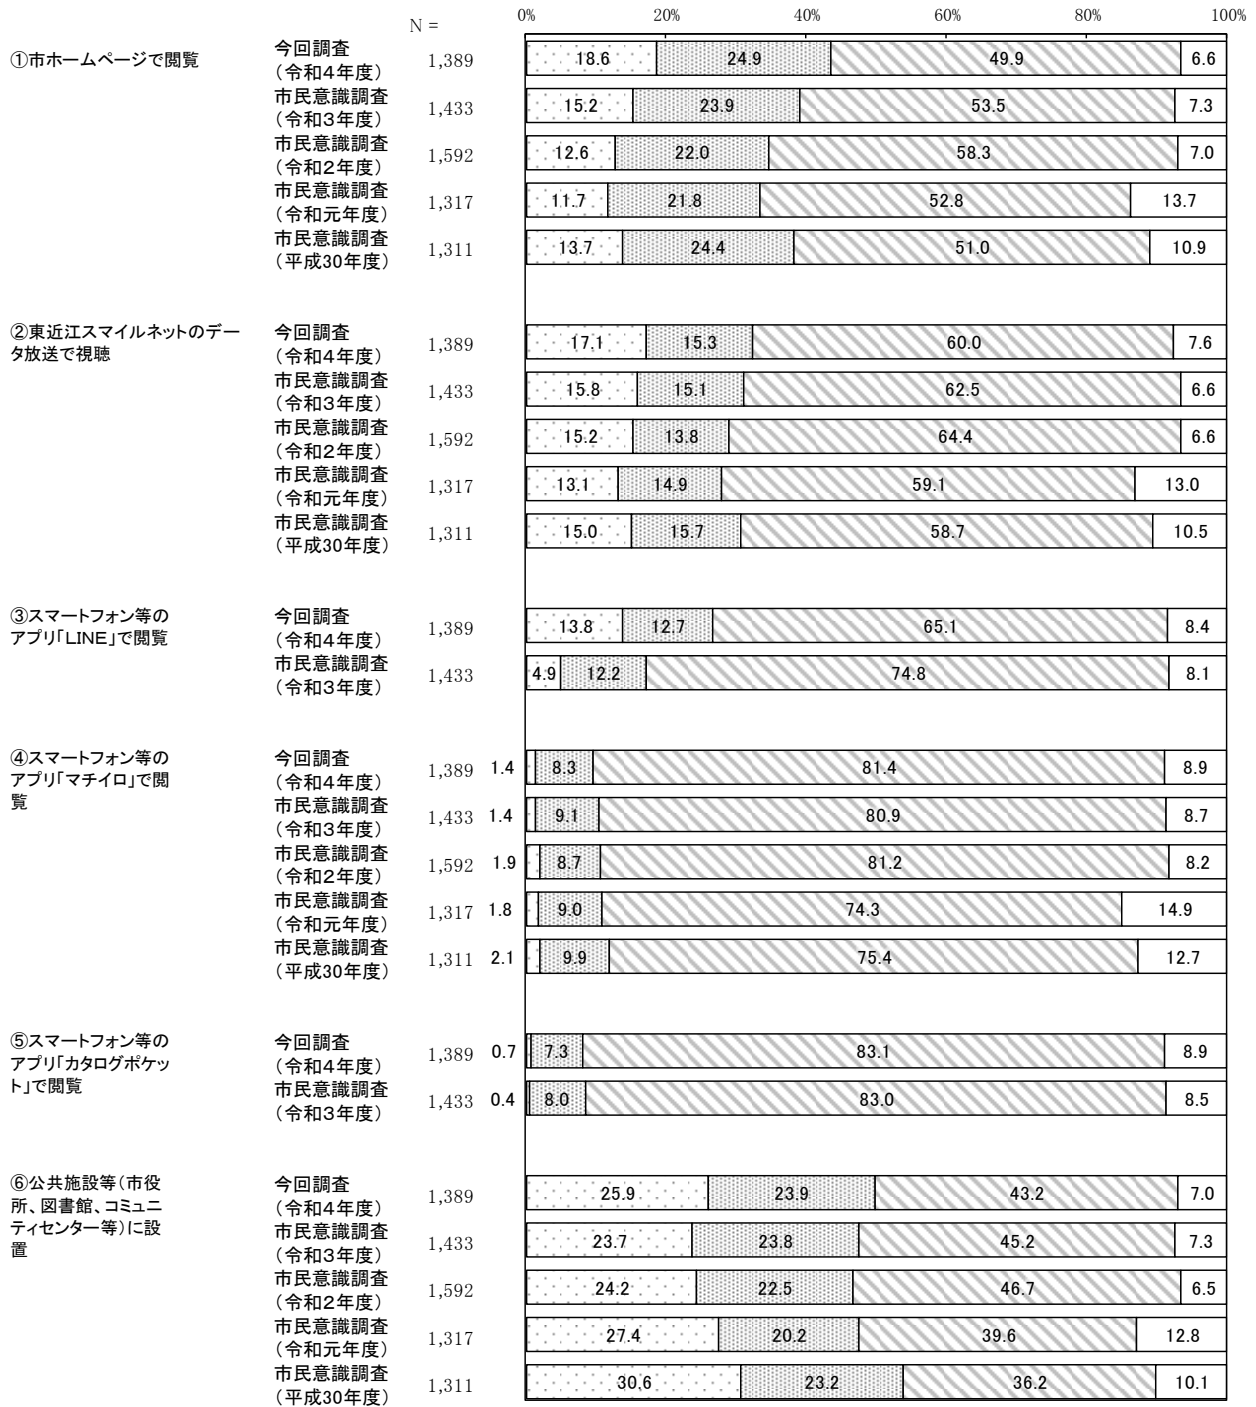 N =
0% 20% 40% 60% 80% 100%
①市ホームページで閲覧
今回調査
（令和４年度） 1,389 18.6 24.9 49.9 6.6
市民意識調査
（令和３年度） 1,433 15.2 23.9 53.5 7.3
市民意識調査
（令和２年度） 1,592 12.6 22.0 58.3 7.0
市民意識調査
（令和元年度） 1,317 11.7 21.8 52.8 13.7
市民意識調査
（平成30年度） 1,311 13.7 24.4 51.0 10.9
②東近江スマイルネットのデー
タ放送で視聴
今回調査
（令和４年度） 1,389 17.1 15.3 60.0 7.6
市民意識調査
（令和３年度） 1,433 15.8 15.1 62.5 6.6
市民意識調査
（令和２年度） 1,592 15.2 13.8 64.4 6.6
市民意識調査
（令和元年度） 1,317 13.1 14.9 59.1 13.0
市民意識調査
（平成30年度） 1,311 15.0 15.7 58.7 10.5
③スマートフォン等の
アプリ「LINE」で閲覧
今回調査
（令和４年度） 1,389 13.8 12.7 65.1 8.4
市民意識調査
（令和３年度） 1,433 4.9 12.2 74.8 8.1
④スマートフォン等の
アプリ「マチイロ」で閲
覧
今回調査
（令和４年度） 1,389 1.4 8.3 81.4 8.9
市民意識調査
（令和３年度） 1,433 1.4 9.1 80.9 8.7
市民意識調査
（令和２年度） 1,592 1.9 8.7 81.2 8.2
市民意識調査
（令和元年度） 1,317 1.8 9.0 74.3 14.9
市民意識調査
（平成30年度） 1,311 2.1 9.9 75.4 12.7
⑤スマートフォン等の
アプリ「カタログポケッ
ト」で閲覧
今回調査
（令和４年度） 1,389 0.7 7.3 83.1 8.9
市民意識調査
（令和３年度） 1,433 0.4 8.0 83.0 8.5
⑥公共施設等（市役
所、図書館、コミュニ
ティセンター等）に設
置
今回調査
（令和４年度） 1,389 25.9 23.9 43.2 7.0
市民意識調査
（令和３年度） 1,433 23.7 23.8 45.2 7.3
市民意識調査
（令和２年度） 1,592 24.2 22.5 46.7 6.5
市民意識調査
（令和元年度） 1,317 27.4 20.2 39.6 12.8
市民意識調査
（平成30年度） 1,311 30.6 23.2 36.2 10.1